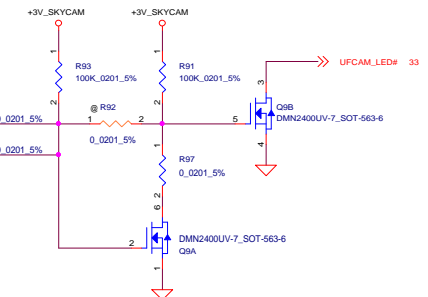 +3V_SKYCAM
+3V_SKYCAM
1
1
R93
100K_0201_5%
R91
100K_0201_5%
2
2
UFCAM_LED# 33
3
@ R92
1
2
0_0201_5%
0_0201_5%
5
Q9B
DMN2400UV-7_SOT-563-6
4
0_0201_5%
1
R97
0_0201_5%
2
6
2
DMN2400UV-7_SOT-563-6
Q9A
1